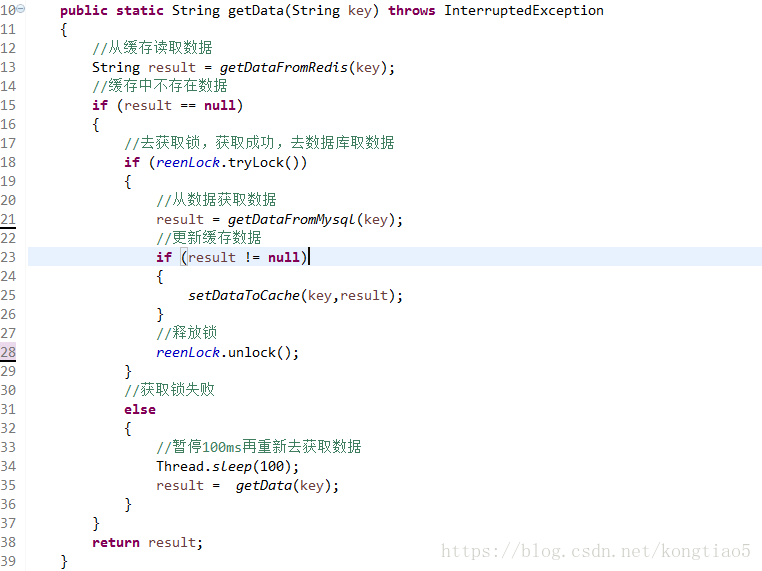 10 public static String getData(String key) throws InterruptedException
11 {
12 //从缓存读取数据
13 String result = getDataFromRedis(key);
14 //缓存中不存在数据
15 if (result == null)
16 {
17 //去获取锁，获取成功，去数据库取数据
18 if (reenLock.tryLock())
19 {
20 //从数据获取数据
21 result = getDataFromMysql(key);
22 //更新缓存数据
23 if (result != null)
24 {
25 setDataToCache(key,result);
26 }
27 //释放锁
28 reenLock.unlock();
29 }
30 //获取锁失败
31 else
32 {
33 //暂停100ms再重新去获取数据
34 Thread.sleep(100);
35 result =  getData(key);
36 }
37 }
38 return result;
39 }
https://blog.csdn.net/kongtiao5